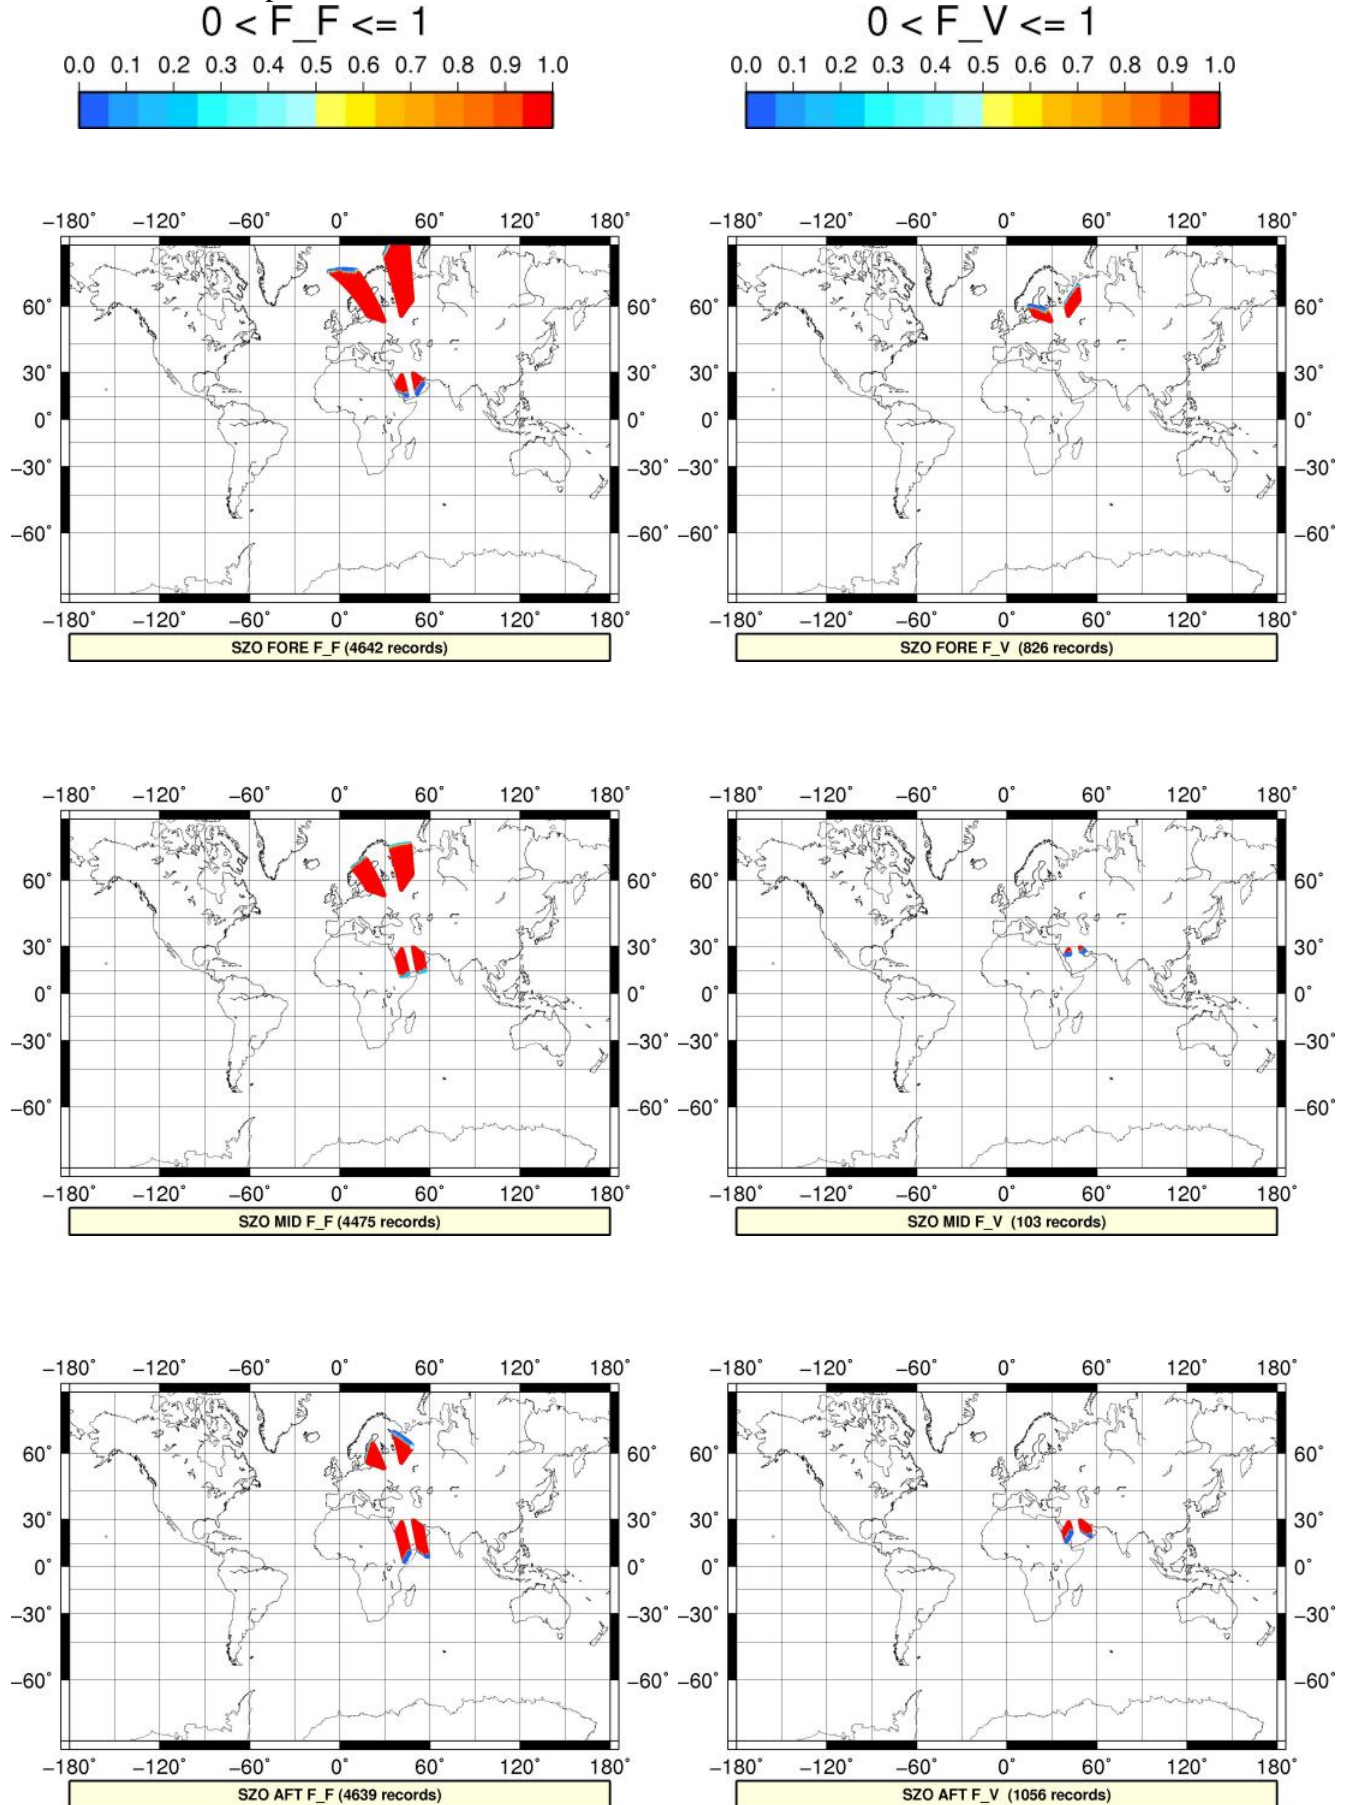 0 < F_F <= 1
0 < F_V <= 1
0.0 0.1 0.2 0.3 0.4 0.5 0.6 0.7 0.8 0.9 1.0
0.0 0.1 0.2 0.3 0.4 0.5 0.6 0.7 0.8 0.9 1.0
−180˚ −120˚ −60˚ 0˚ 60˚ 120˚ 180˚
−180˚ −120˚ −60˚ 0˚ 60˚ 120˚ 180˚
60˚ 60˚ 60˚ 60˚
30˚ 30˚ 30˚ 30˚
0˚ 0˚ 0˚ 0˚
−30˚ −30˚ −30˚ −30˚
−60˚ −60˚ −60˚ −60˚
−180˚ −120˚ −60˚ 0˚ 60˚ 120˚ 180˚
−180˚ −120˚ −60˚ 0˚ 60˚ 120˚ 180˚
SZO FORE F_F (4642 records)
SZO FORE F_V (826 records)
−180˚ −120˚ −60˚ 0˚ 60˚ 120˚ 180˚
−180˚ −120˚ −60˚ 0˚ 60˚ 120˚ 180˚
60˚ 60˚ 60˚ 60˚
30˚ 30˚ 30˚ 30˚
0˚ 0˚ 0˚ 0˚
−30˚ −30˚ −30˚ −30˚
−60˚ −60˚ −60˚ −60˚
−180˚ −120˚ −60˚ 0˚ 60˚ 120˚ 180˚
−180˚ −120˚ −60˚ 0˚ 60˚ 120˚ 180˚
SZO MID F_F (4475 records)
SZO MID F_V (103 records)
−180˚ −120˚ −60˚ 0˚ 60˚ 120˚ 180˚
−180˚ −120˚ −60˚ 0˚ 60˚ 120˚ 180˚
60˚ 60˚ 60˚ 60˚
30˚ 30˚ 30˚ 30˚
0˚ 0˚ 0˚ 0˚
−30˚ −30˚ −30˚ −30˚
−60˚ −60˚ −60˚ −60˚
−180˚ −120˚ −60˚ 0˚ 60˚ 120˚ 180˚
−180˚ −120˚ −60˚ 0˚ 60˚ 120˚ 180˚
SZO AFT F_F (4639 records)
SZO AFT F_V (1056 records)